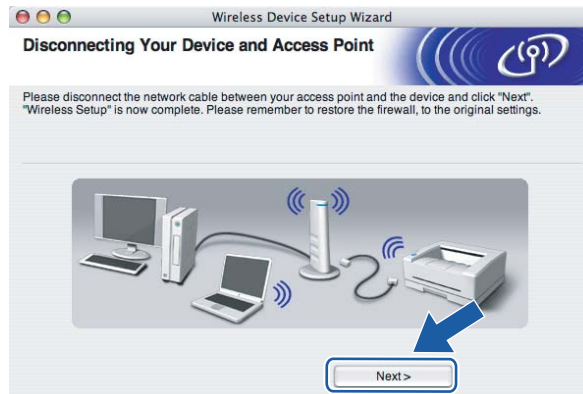 Wireless Device Setup Wizard
Disconnecting Your Device and Access Point
Please disconnect the network cable between your access point and the device and click "Next".
"Wireless Setup" is now complete. Please remember to restore the firewall, to the original settings.
Next >